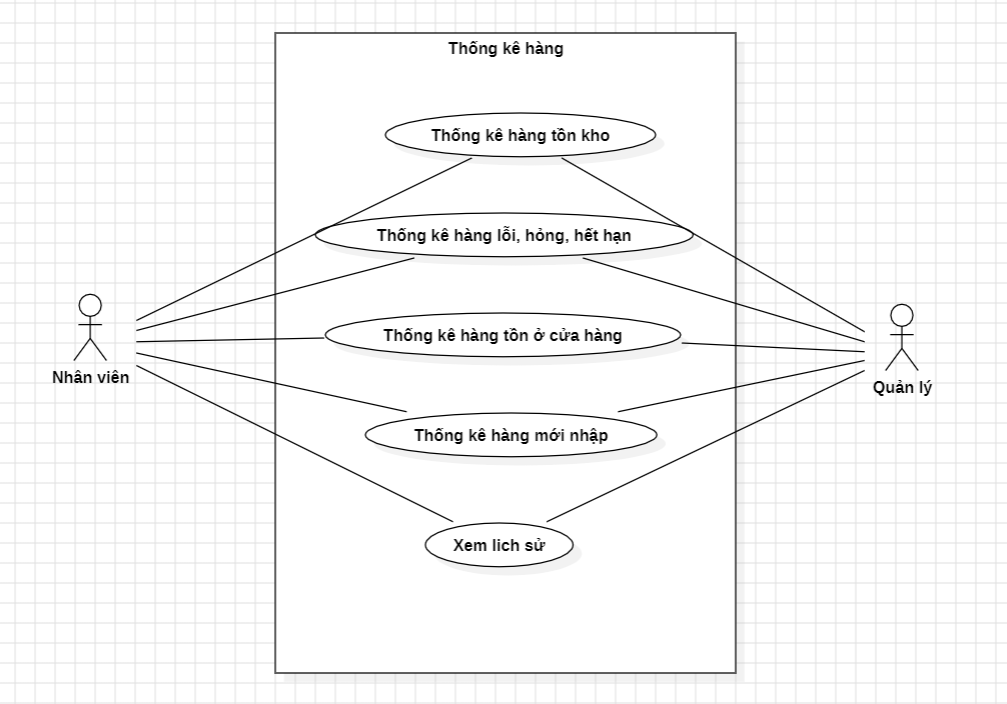 Thống kê hàng
Thống kê hàng tồn kho
Thống kê hàng lỗi, hỏng, hết hạn
Thống kê hàng tồn ở cửa hàng
Nhân viên
Quản lý
Thống kê hàng mới nhập
Xem lich sử